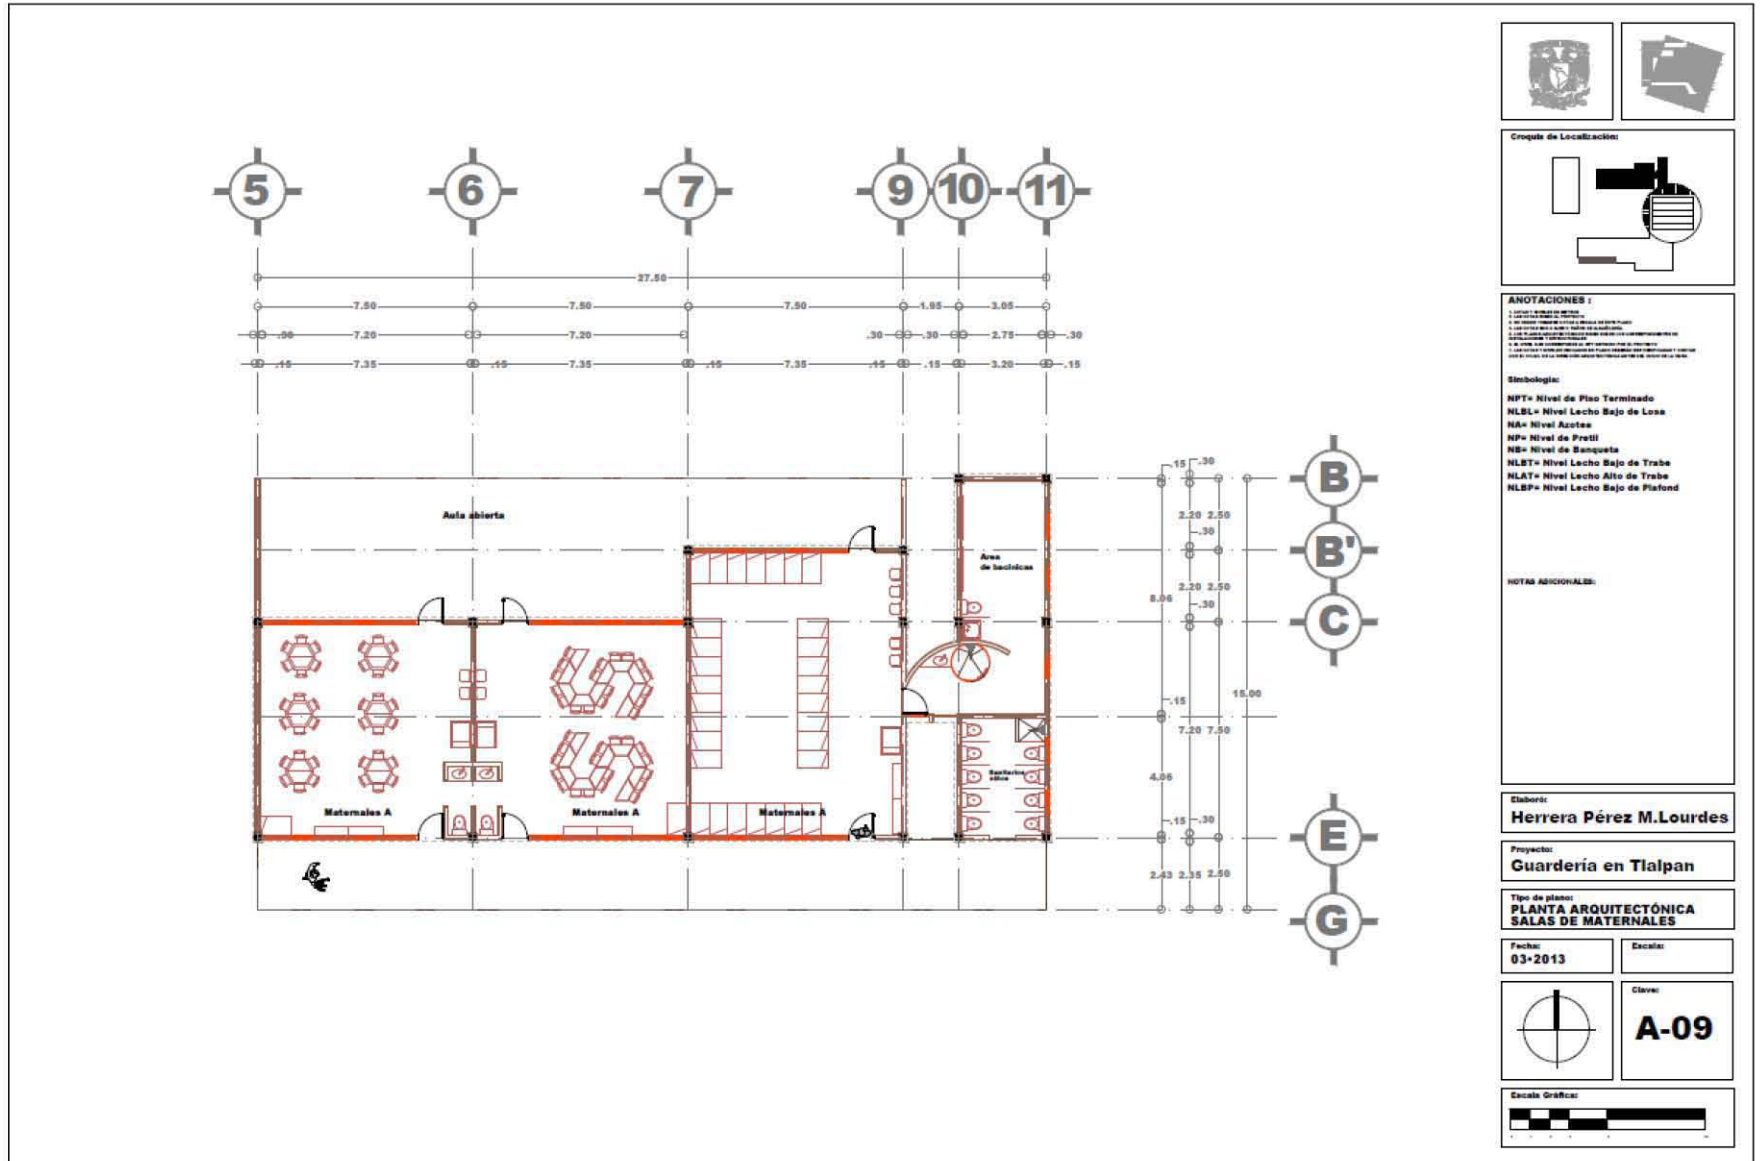 5 6 7 9 10 11
27.50
7.50 7.50 7.50 1.95 3.05
.30 7.20 7.20 .30 .30 2.75 .30
.15 7.35 .15 7.35 .15 7.35 .15 .15 3.20 .15
B
B'
C
E
G
.15 .30
2.20 2.50
.30
2.20 2.50
8.06
.30
15.00
.15
7.20 7.50
4.06
.15 .30
2.43 2.35 2.50
Aula abierta
Area
de bacinicas
Sanitarios
niños
Maternales A
Maternales A
Maternales A
Croquis de Localización:
ANOTACIONES :
Simbología:
NPT= Nivel de Piso Terminado
NLBL= Nivel Lecho Bajo de Losa
NA= Nivel Azotea
NP= Nivel de Pretil
NB= Nivel de Banqueta
NLBT= Nivel Lecho Bajo de Trabe
NLAT= Nivel Lecho Alto de Trabe
NLBP= Nivel Lecho Bajo de Plafond
NOTAS ADICIONALES:
Elaboró:
Herrera Pérez M.Lourdes
Proyecto:
Guardería en Tlalpan
Tipo de plano:
PLANTA ARQUITECTÓNICA
SALAS DE MATERNALES
Fecha:
03-2013
Escala:
Clave:
A-09
Escala Gráfica: